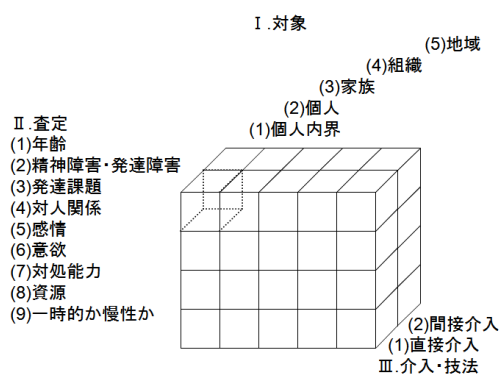 Ⅰ.対象
(5)地域
(4)組織
(3)家族
(2)個人
(1)個人内界
Ⅱ.査定
(1)年齢
(2)精神障害・発達障害
(3)発達課題
(4)対人関係
(5)感情
(6)意欲
(7)対処能力
(8)資源
(9)一時的か慢性か
(2)間接介入
(1)直接介入
Ⅲ.介入・技法